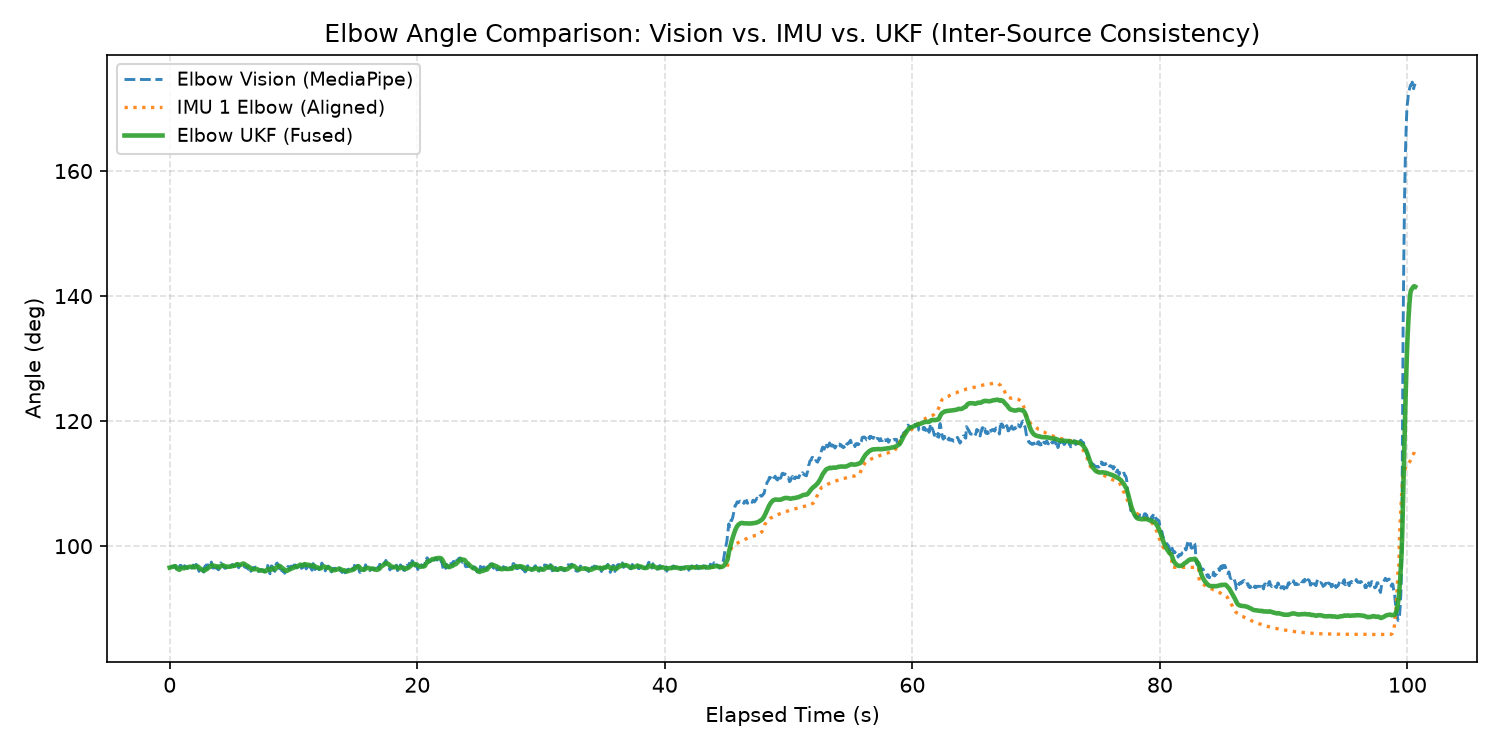 Elbow Angle Comparison: Vision vs. IMU vs. UKF (Inter-Source Consistency)
Elbow Vision (MediaPipe)
IMU 1 Elbow (Aligned)
Elbow UKF (Fused)
Angle (deg)
160
140
120
100
0 20 40 60 80 100
Elapsed Time (s)